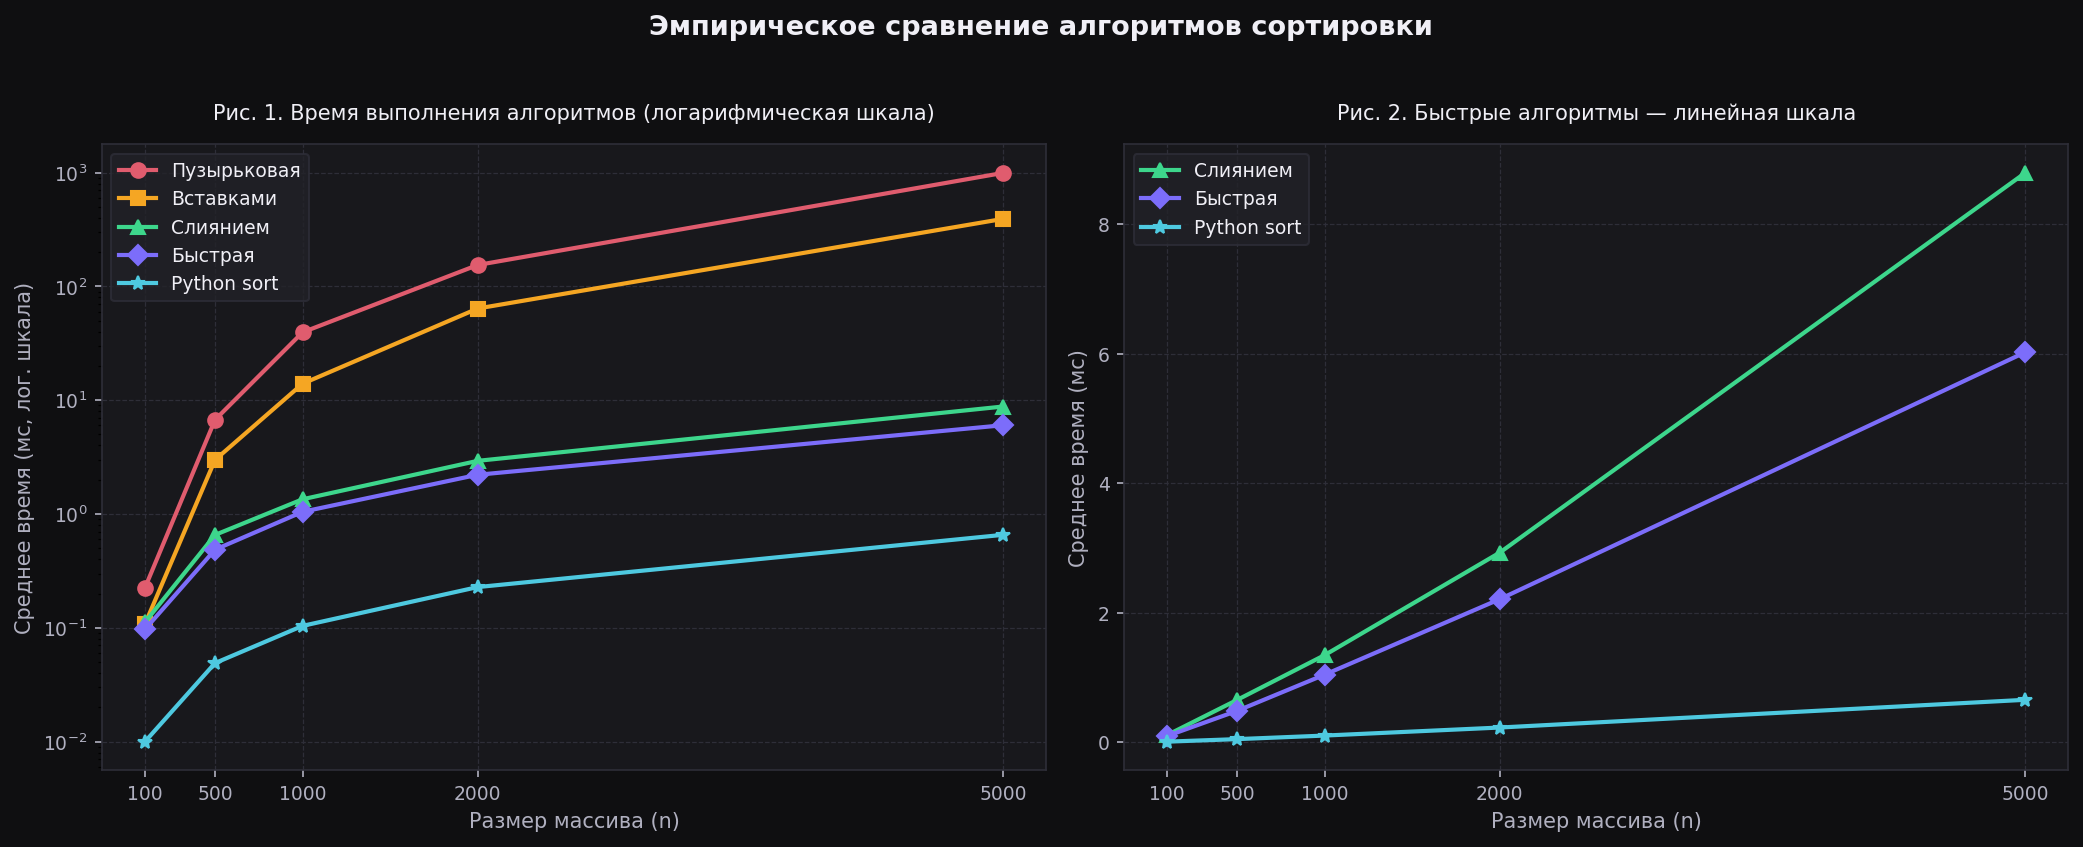 Эмпирическое сравнение алгоритмов сортировки
Рис. 1. Время выполнения алгоритмов (логарифмическая шкала)
Среднее время (мс, лог. шкала)
10³
10²
10¹
10⁰
10⁻¹
10⁻²
Пузырьковая
Вставками
Слиянием
Быстрая
Python sort
100 500 1000 2000 5000
Размер массива (n)
Рис. 2. Быстрые алгоритмы — линейная шкала
Среднее время (мс)
8
6
4
2
0
Слиянием
Быстрая
Python sort
100 500 1000 2000 5000
Размер массива (n)